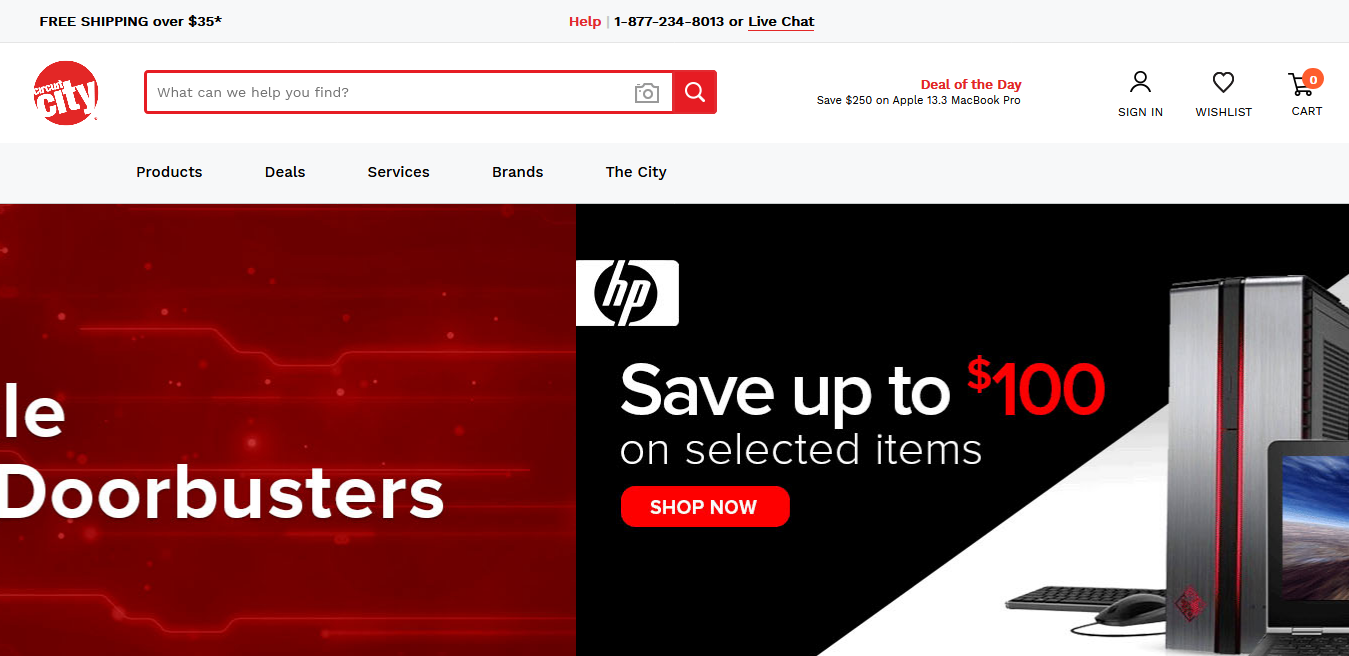 FREE SHIPPING over $35*
Help | 1-877-234-8013 or Live Chat
circuit city
What can we help you find?
Deal of the Day
Save $250 on Apple 13.3 MacBook Pro
SIGN IN
WISHLIST
0
CART
Products
Deals
Services
Brands
The City
le
Doorbusters
hp
Save up to $100
on selected items
SHOP NOW